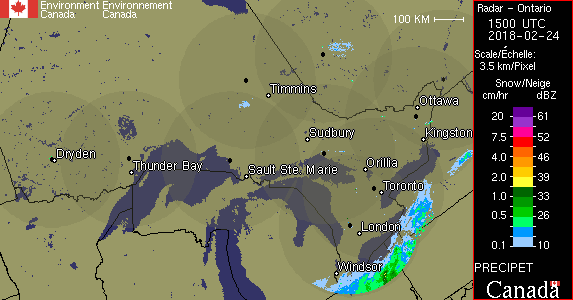 Environment Environnement
Canada Canada
100 KM
Timmins
Ottawa
Sudbury
Kingston
Dryden
Thunder Bay
Sault Ste. Marie
Orillia
Toronto
London
Windsor
Radar - Ontario
1500 UTC
2018-02-24
Scale/Échelle:
3.5 km/Pixel
Snow/Neige
cm/hr dBZ
20 61
7.5 52
4.0 46
2.0 39
1.0 33
0.5 26
0.1 10
PRECIPET
Canada